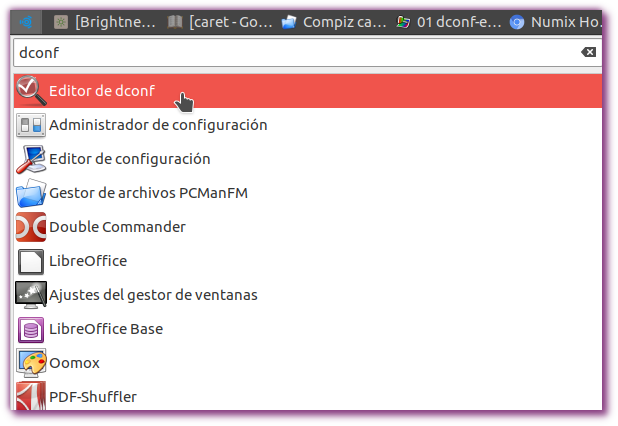 [Brightne... [caret - Go... Compiz ca... 01 dconf-e... Numix Ho...
dconf
Editor de dconf
Administrador de configuración
Editor de configuración
Gestor de archivos PCManFM
Double Commander
LibreOffice
Ajustes del gestor de ventanas
LibreOffice Base
Oomox
PDF-Shuffler